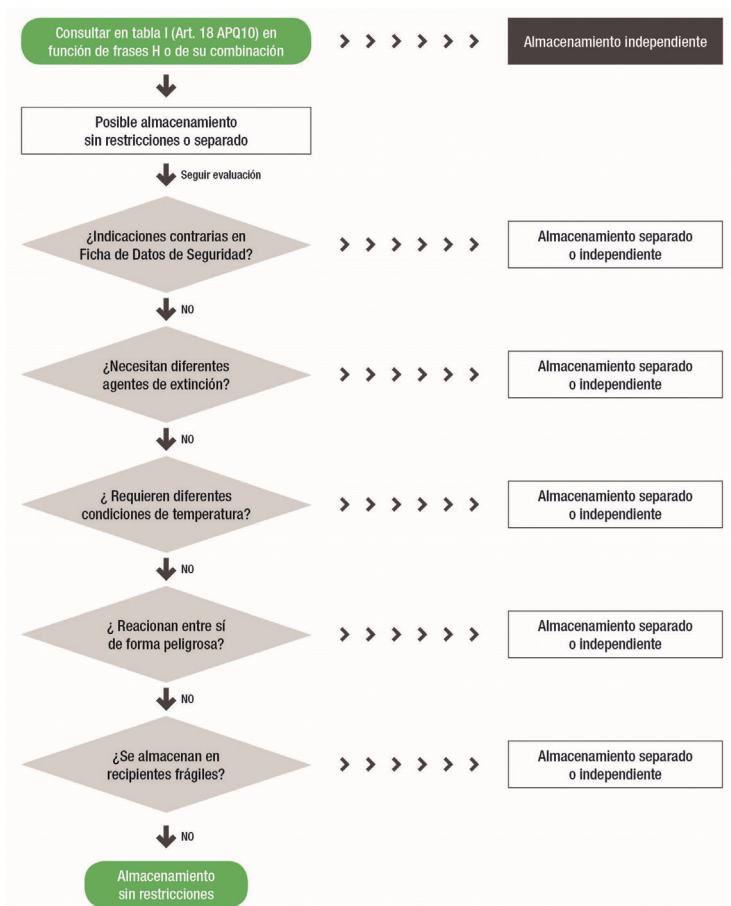 Consultar en tabla I (Art. 18 APQ10) en
función de frases H o de su combinación
Almacenamiento independiente
Posible almacenamiento
sin restricciones o separado
Seguir evaluación
¿Indicaciones contrarias en
Ficha de Datos de Seguridad?
Almacenamiento separado
o independiente
NO
¿Necesitan diferentes
agentes de extinción?
Almacenamiento separado
o independiente
NO
¿ Requieren diferentes
condiciones de temperatura?
Almacenamiento separado
o independiente
NO
¿ Reacionan entre sí
de forma peligrosa?
Almacenamiento separado
o independiente
NO
¿Se almacenan en
recipientes frágiles?
Almacenamiento separado
o independiente
NO
Almacenamiento
sin restricciones